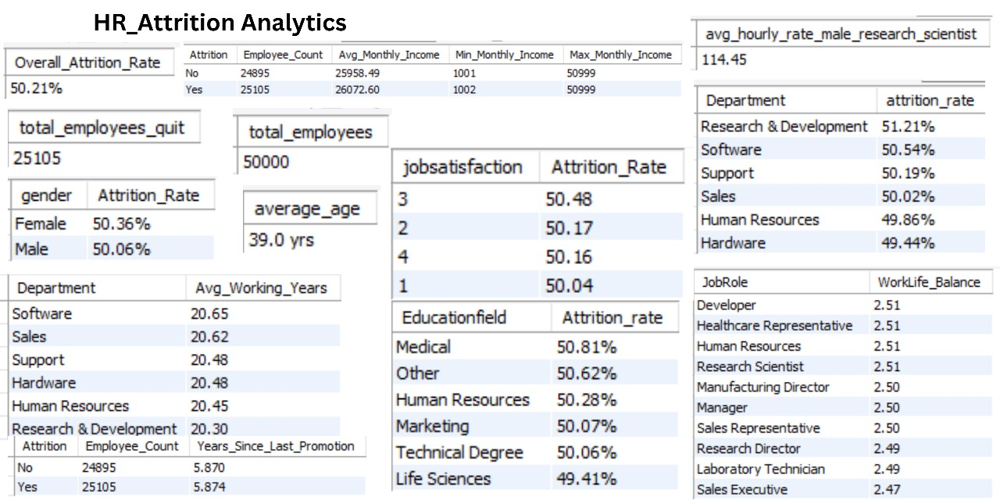 HR_Attrition Analytics
Overall_Attrition_Rate
50.21%
Attrition Employee_Count Avg_Monthly_Income Min_Monthly_Income Max_Monthly_Income
No 24895 25958.49 1001 50999
Yes 25105 26072.60 1002 50999
avg_hourly_rate_male_research_scientist
114.45
total_employees_quit
25105
total_employees
50000
gender Attrition_Rate
Female 50.36%
Male 50.06%
average_age
39.0 yrs
jobsatisfaction Attrition_Rate
3 50.48
2 50.17
4 50.16
1 50.04
Department attrition_rate
Research & Development 51.21%
Software 50.54%
Support 50.19%
Sales 50.02%
Human Resources 49.86%
Hardware 49.44%
Department Avg_Working_Years
Software 20.65
Sales 20.62
Support 20.48
Hardware 20.48
Human Resources 20.45
Research & Development 20.30
Attrition Employee_Count Years_Since_Last_Promotion
No 24895 5.870
Yes 25105 5.874
Educationfield Attrition_rate
Medical 50.81%
Other 50.62%
Human Resources 50.28%
Marketing 50.07%
Technical Degree 50.06%
Life Sciences 49.41%
JobRole WorkLife_Balance
Developer 2.51
Healthcare Representative 2.51
Human Resources 2.51
Research Scientist 2.51
Manufacturing Director 2.50
Manager 2.50
Sales Representative 2.50
Research Director 2.49
Laboratory Technician 2.49
Sales Executive 2.47